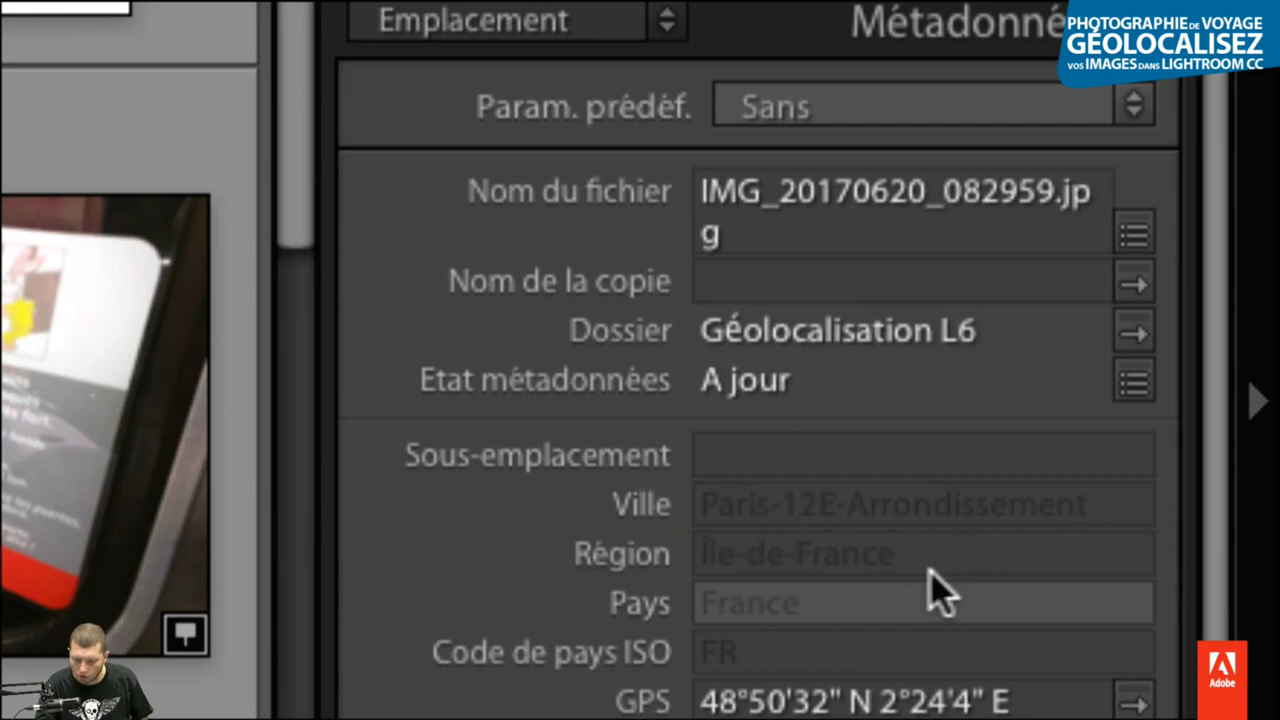 Emplacement
Métadonné
PHOTOGRAPHIE DE VOYAGE
GÉOLOCALISEZ
VOS IMAGES DANS LIGHTROOM CC
Param. prédéf. Sans
Nom du fichier IMG_20170620_082959.jp
g
Nom de la copie
Dossier Géolocalisation L6
Etat métadonnées A jour
Sous-emplacement
Ville Paris-12E-Arrondissement
Région Île-de-France
Pays France
Code de pays ISO FR
GPS 48°50'32" N 2°24'4" E
Adobe